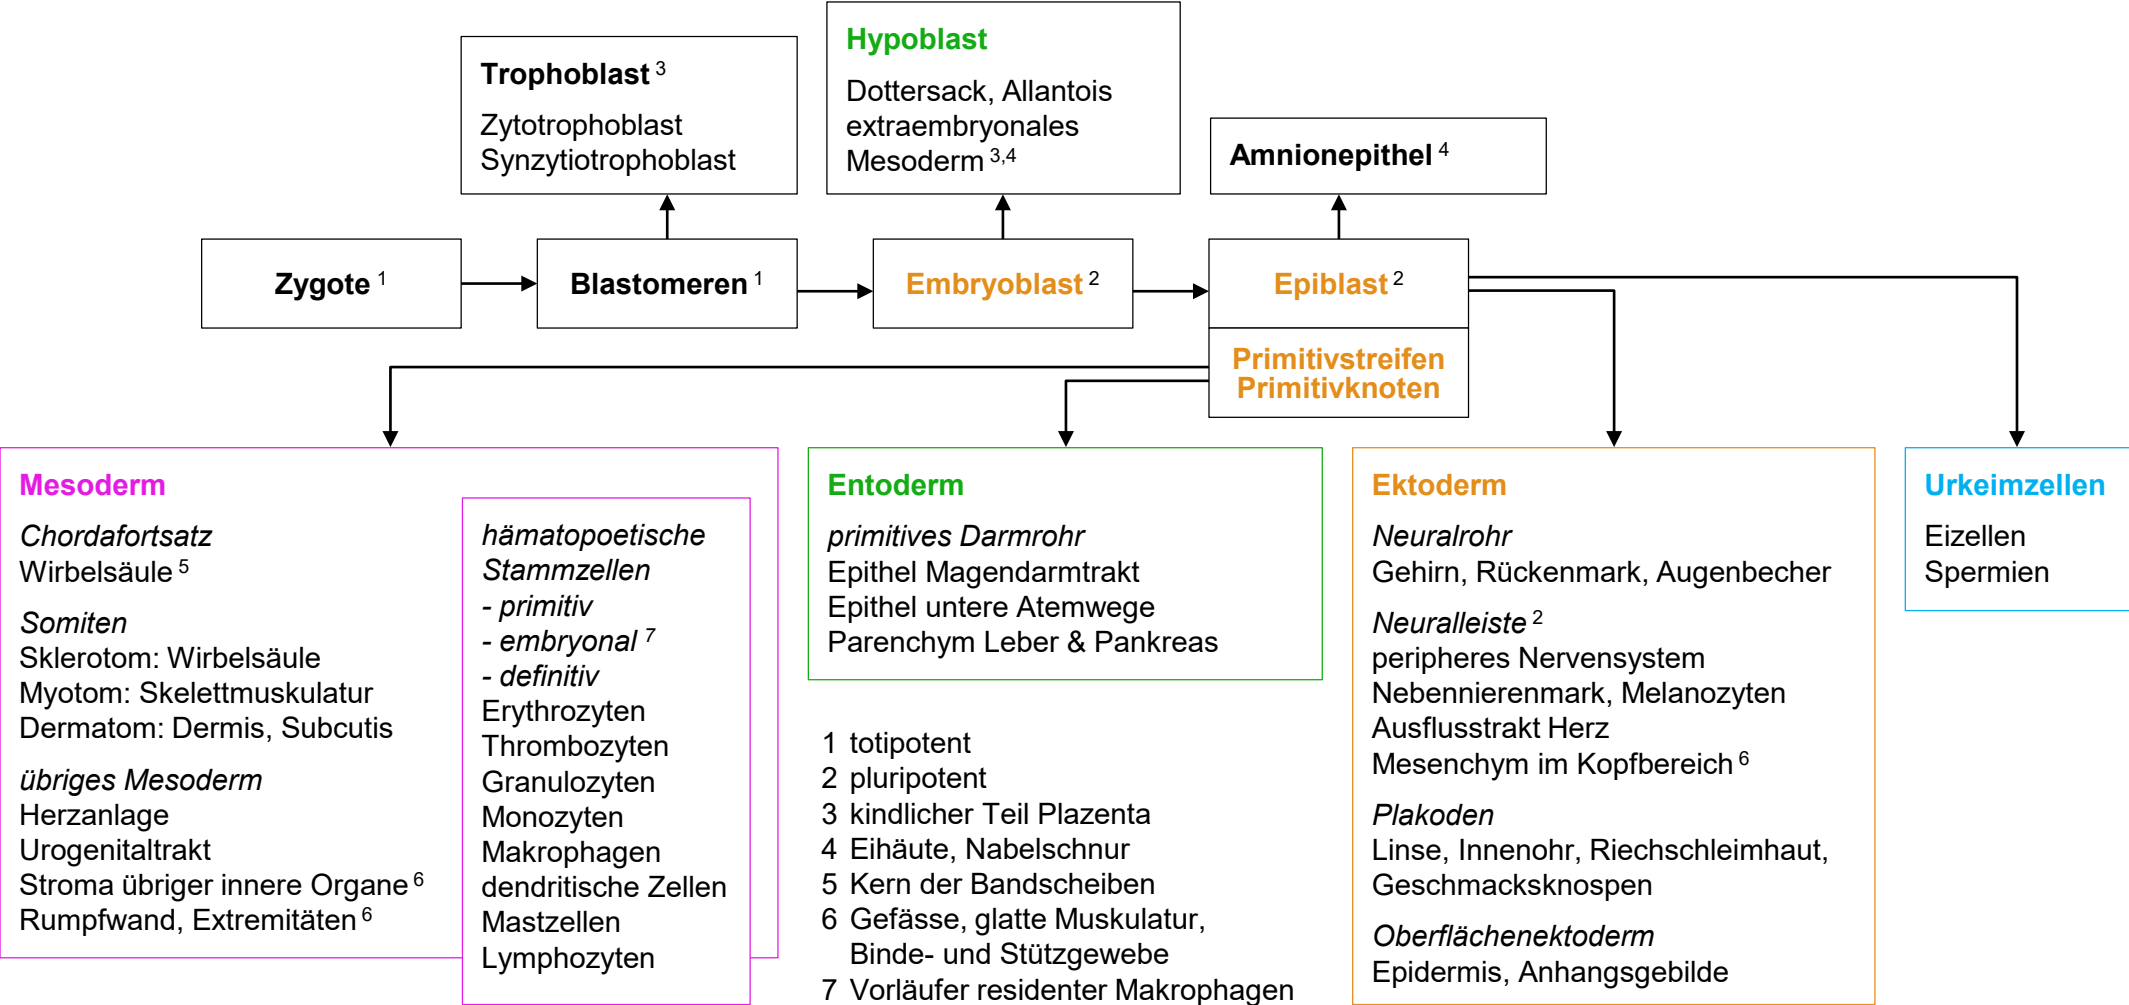 Hypoblast
Dottersack, Allantois
extraembryonales
Mesoderm 3,4
Trophoblast 3
Zytotrophoblast
Synzytiotrophoblast
Amnionepithel 4
Zygote 1
Blastomeren 1
Embryoblast 2
Epiblast 2
Primitivstreifen
Primitivknoten
Mesoderm
Chordafortsatz
Wirbelsäule 5
Somiten
Sklerotom: Wirbelsäule
Myotom: Skelettmuskulatur
Dermatom: Dermis, Subcutis
übriges Mesoderm
Herzanlage
Urogenitaltrakt
Stroma übriger innere Organe 6
Rumpfwand, Extremitäten 6
hämatopoetische
Stammzellen
- primitiv
- embryonal 7
- definitiv
Erythrozyten
Thrombozyten
Granulozyten
Monozyten
Makrophagen
dendritische Zellen
Mastzellen
Lymphozyten
Entoderm
primitives Darmrohr
Epithel Magendarmtrakt
Epithel untere Atemwege
Parenchym Leber & Pankreas
1 totipotent
2 pluripotent
3 kindlicher Teil Plazenta
4 Eihäute, Nabelschnur
5 Kern der Bandscheiben
6 Gefässe, glatte Muskulatur,
Binde- und Stützgewebe
7 Vorläufer residenter Makrophagen
Ektoderm
Neuralrohr
Gehirn, Rückenmark, Augenbecher
Neuralleiste 2
peripheres Nervensystem
Nebennierenmark, Melanozyten
Ausflusstrakt Herz
Mesenchym im Kopfbereich 6
Plakoden
Linse, Innenohr, Riechschleimhaut,
Geschmacksknospen
Oberflächenektoderm
Epidermis, Anhangsgebilde
Urkeimzellen
Eizellen
Spermien